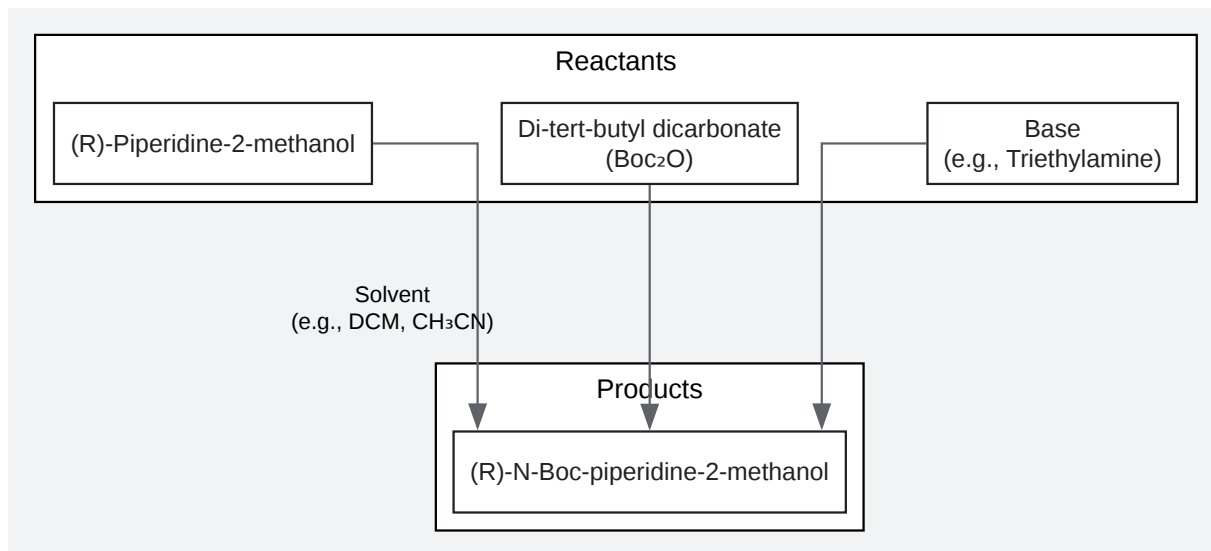 Reactants
(R)-Piperidine-2-methanol
Di-tert-butyl dicarbonate
(Boc₂O)
Base
(e.g., Triethylamine)
Solvent
(e.g., DCM, CH₃CN)
Products
(R)-N-Boc-piperidine-2-methanol